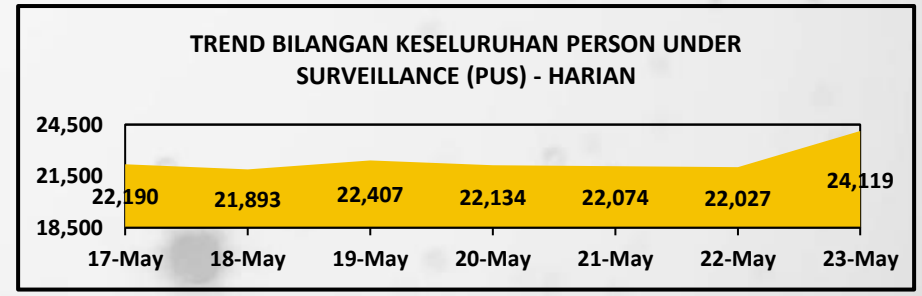 TREND BILANGAN KESELURUHAN PERSON UNDER
SURVEILLANCE (PUS) - HARIAN
24,500
21,500
18,500
22,190 21,893 22,407 22,134 22,074 22,027 24,119
17-May 18-May 19-May 20-May 21-May 22-May 23-May